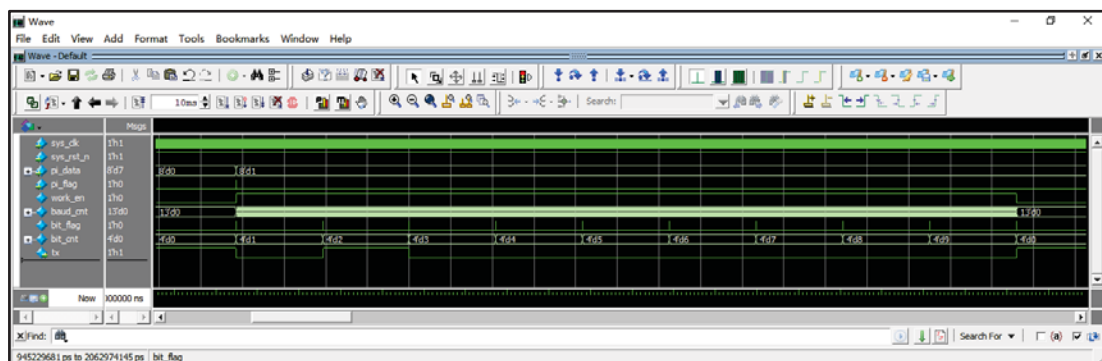 Wave
File Edit View Add Format Tools Bookmarks Window Help
Wave - Default
10ms
Search:
Msgs
sys_clk 1'h1
sys_rst_n 1'h1
pi_data 8'd7 8'd0 8'd1
pi_flag 1'h0
work_en 1'h0
baud_cnt 13'd0 13'd0 13'd0
bit_flag 1'h0
bit_cnt 4'd0 4'd0 4'd1 4'd2 4'd3 4'd4 4'd5 4'd6 4'd7 4'd8 4'd9 4'd0
tx 1'h1
Now 000000 ns
Find: Search For (a)
945229681 ps to 2062974145 ps bit_flag